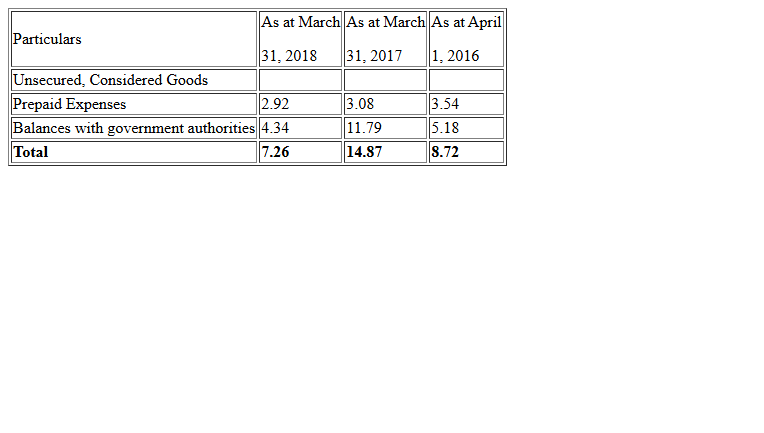 Particulars As at March 31, 2018 As at March 31, 2017 As at April 1, 2016
Unsecured, Considered Goods
Prepaid Expenses 2.92 3.08 3.54
Balances with government authorities 4.34 11.79 5.18
Total 7.26 14.87 8.72